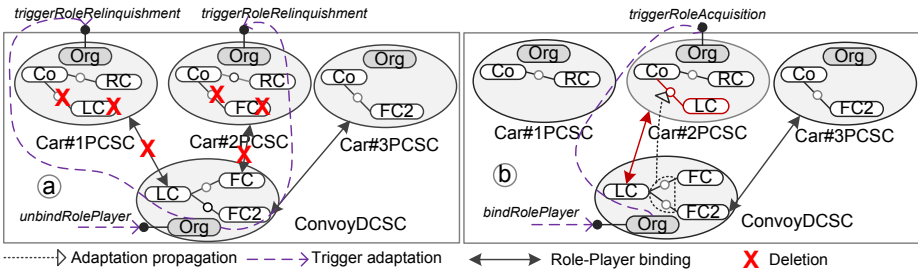 triggerRoleRelinquishment
triggerRoleRelinquishment
triggerRoleAcquisition
Org
Org
Org
Co
RC
LC
Co
RC
FC
Co
FC2
Car#1PCSC
Car#2PCSC
Car#3PCSC
a
LC
FC
FC2
Org
ConvoyDCSC
unbindRolePlayer
Org
Org
Org
Co
RC
Co
RC
LC
Co
FC2
Car#1PCSC
Car#2PCSC
Car#3PCSC
b
LC
FC
FC2
Org
ConvoyDCSC
bindRolePlayer
Adaptation propagation
Trigger adaptation
Role-Player binding
X Deletion